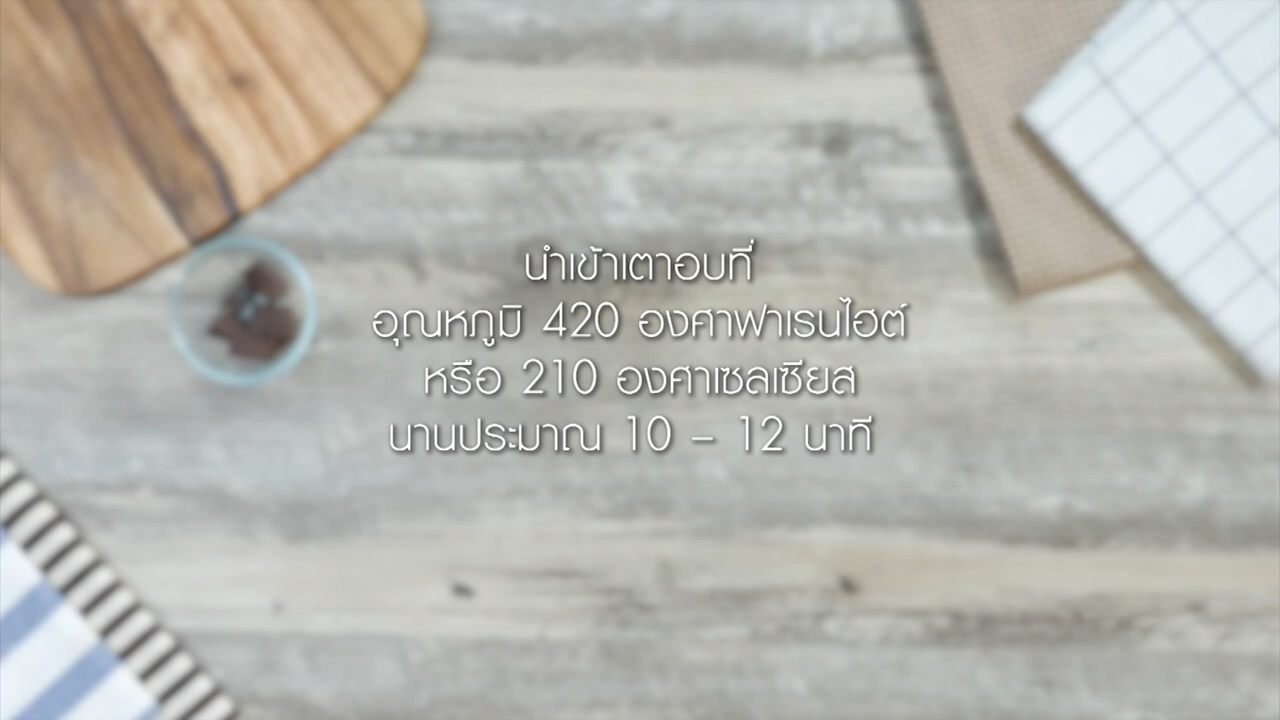 นำเข้าเตาอบที่
อุณหภูมิ 420 องศาฟาเรนไฮต์
หรือ 210 องศาเซลเซียส
นานประมาณ 10 – 12 นาที